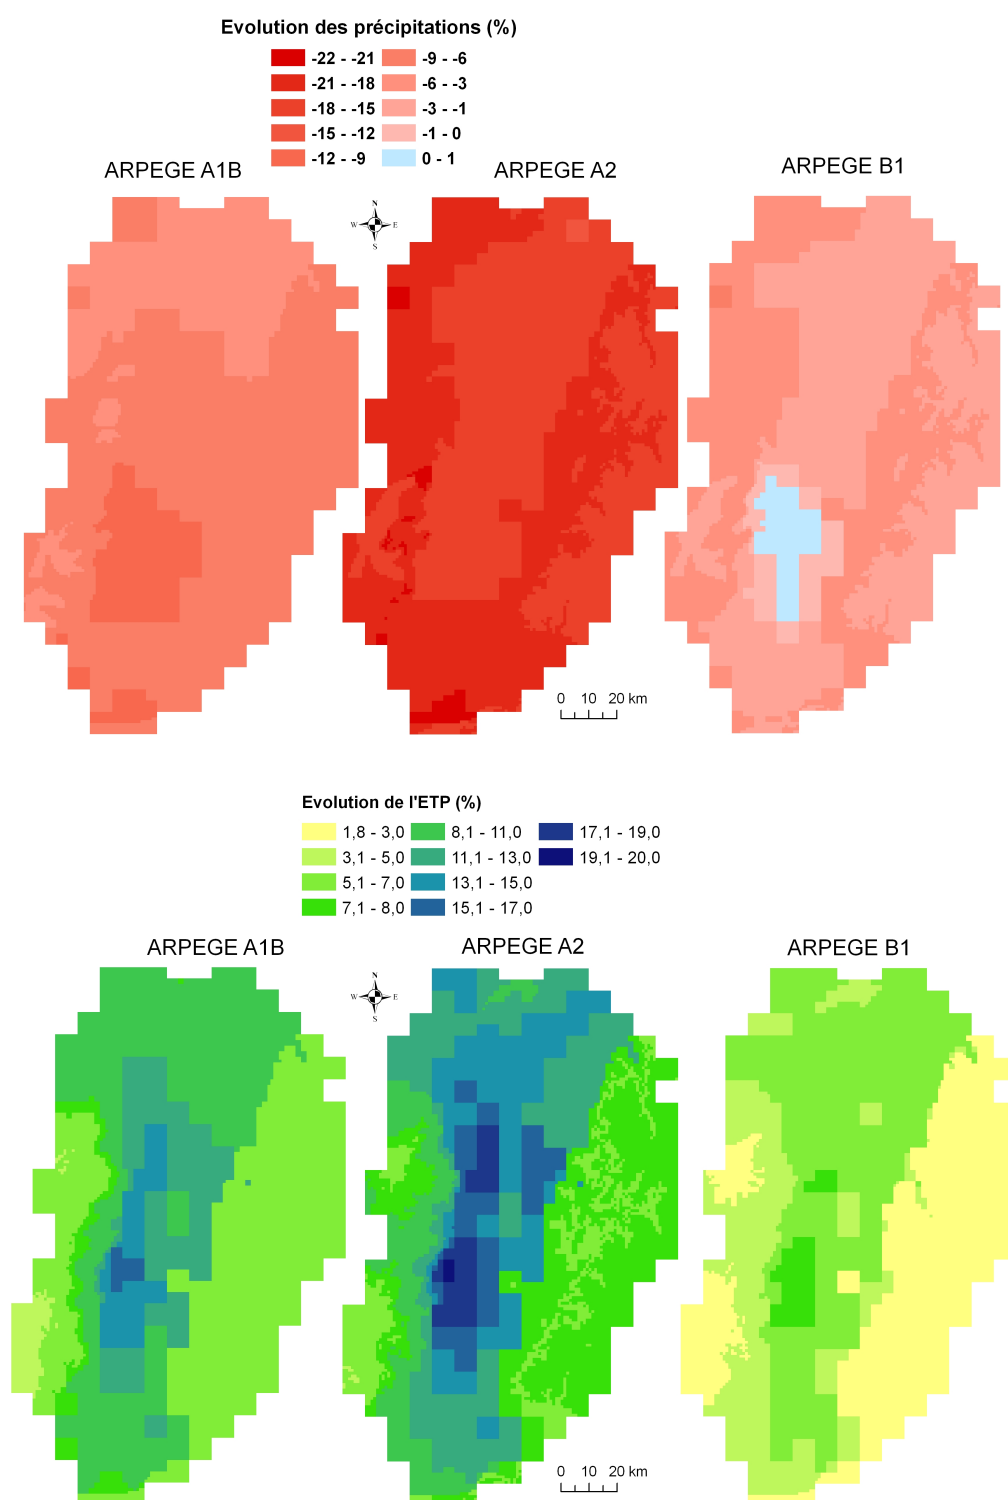 Evolution des précipitations (%)
-22 - -21 -9 - -6
-21 - -18 -6 - -3
-18 - -15 -3 - -1
-15 - -12 -1 - 0
-12 - -9 0 - 1
ARPEGE A1B ARPEGE A2 ARPEGE B1
N
W E
S
0 10 20 km
Evolution de l'ETP (%)
1,8 - 3,0 8,1 - 11,0 17,1 - 19,0
3,1 - 5,0 11,1 - 13,0 19,1 - 20,0
5,1 - 7,0 13,1 - 15,0
7,1 - 8,0 15,1 - 17,0
ARPEGE A1B ARPEGE A2 ARPEGE B1
N
W E
S
0 10 20 km